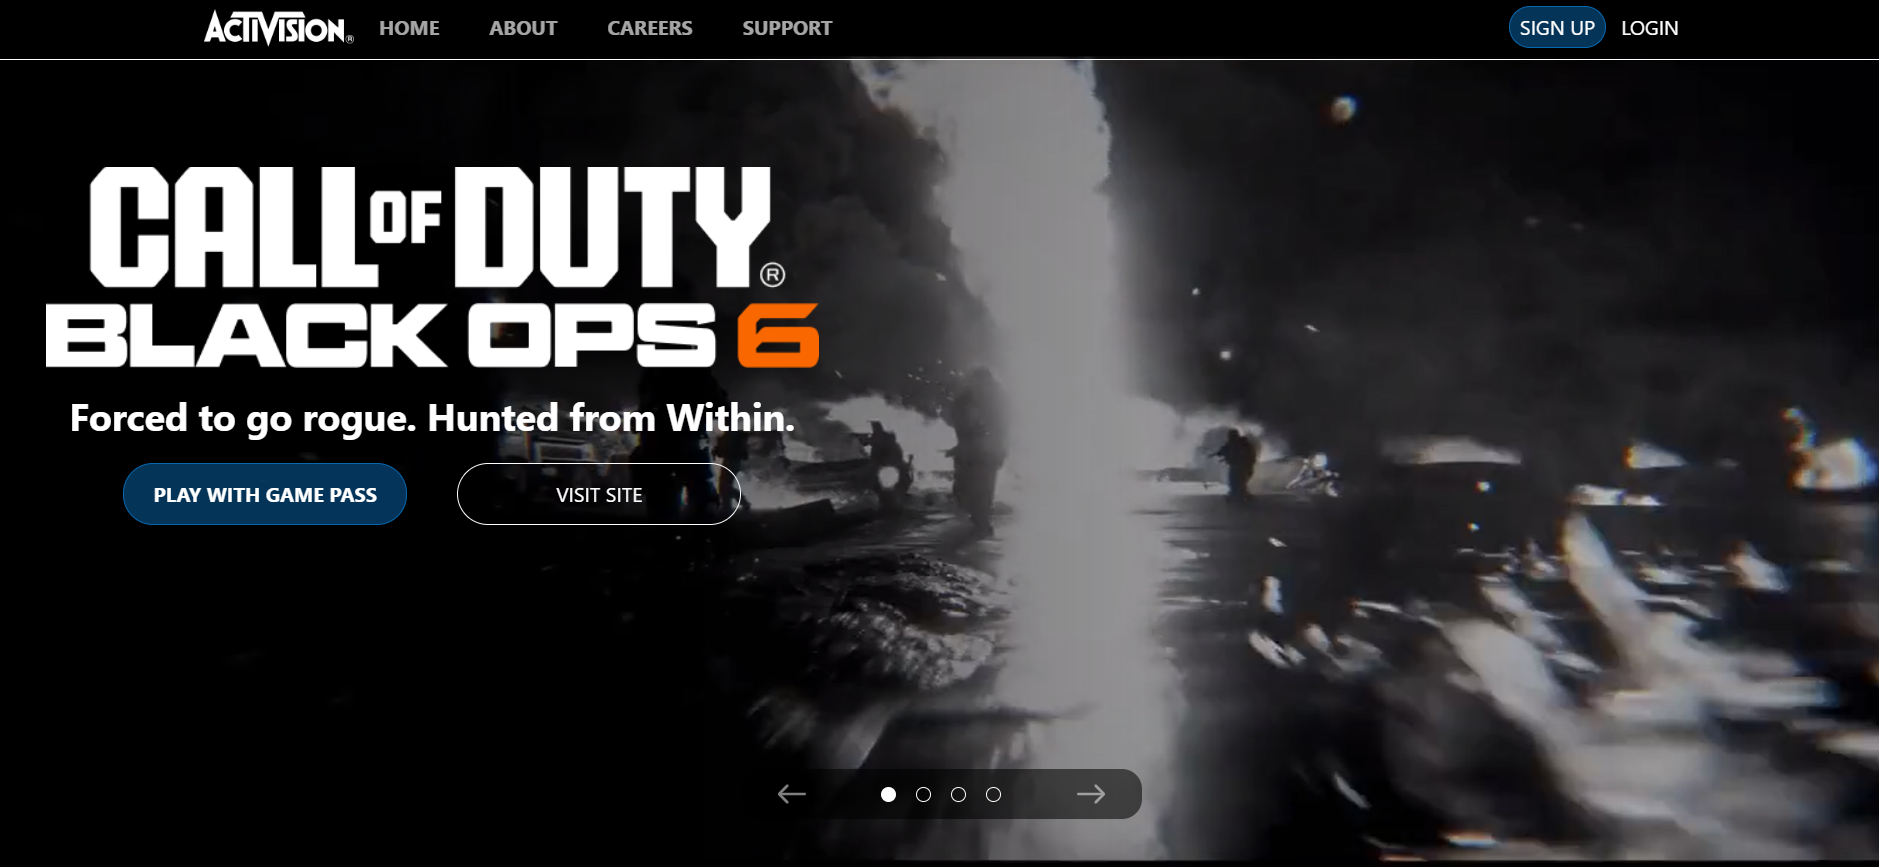 ACTIVISION® HOME ABOUT CAREERS SUPPORT SIGN UP LOGIN
CALL OF DUTY®
BLACK OPS 6
Forced to go rogue. Hunted from Within.
PLAY WITH GAME PASS VISIT SITE